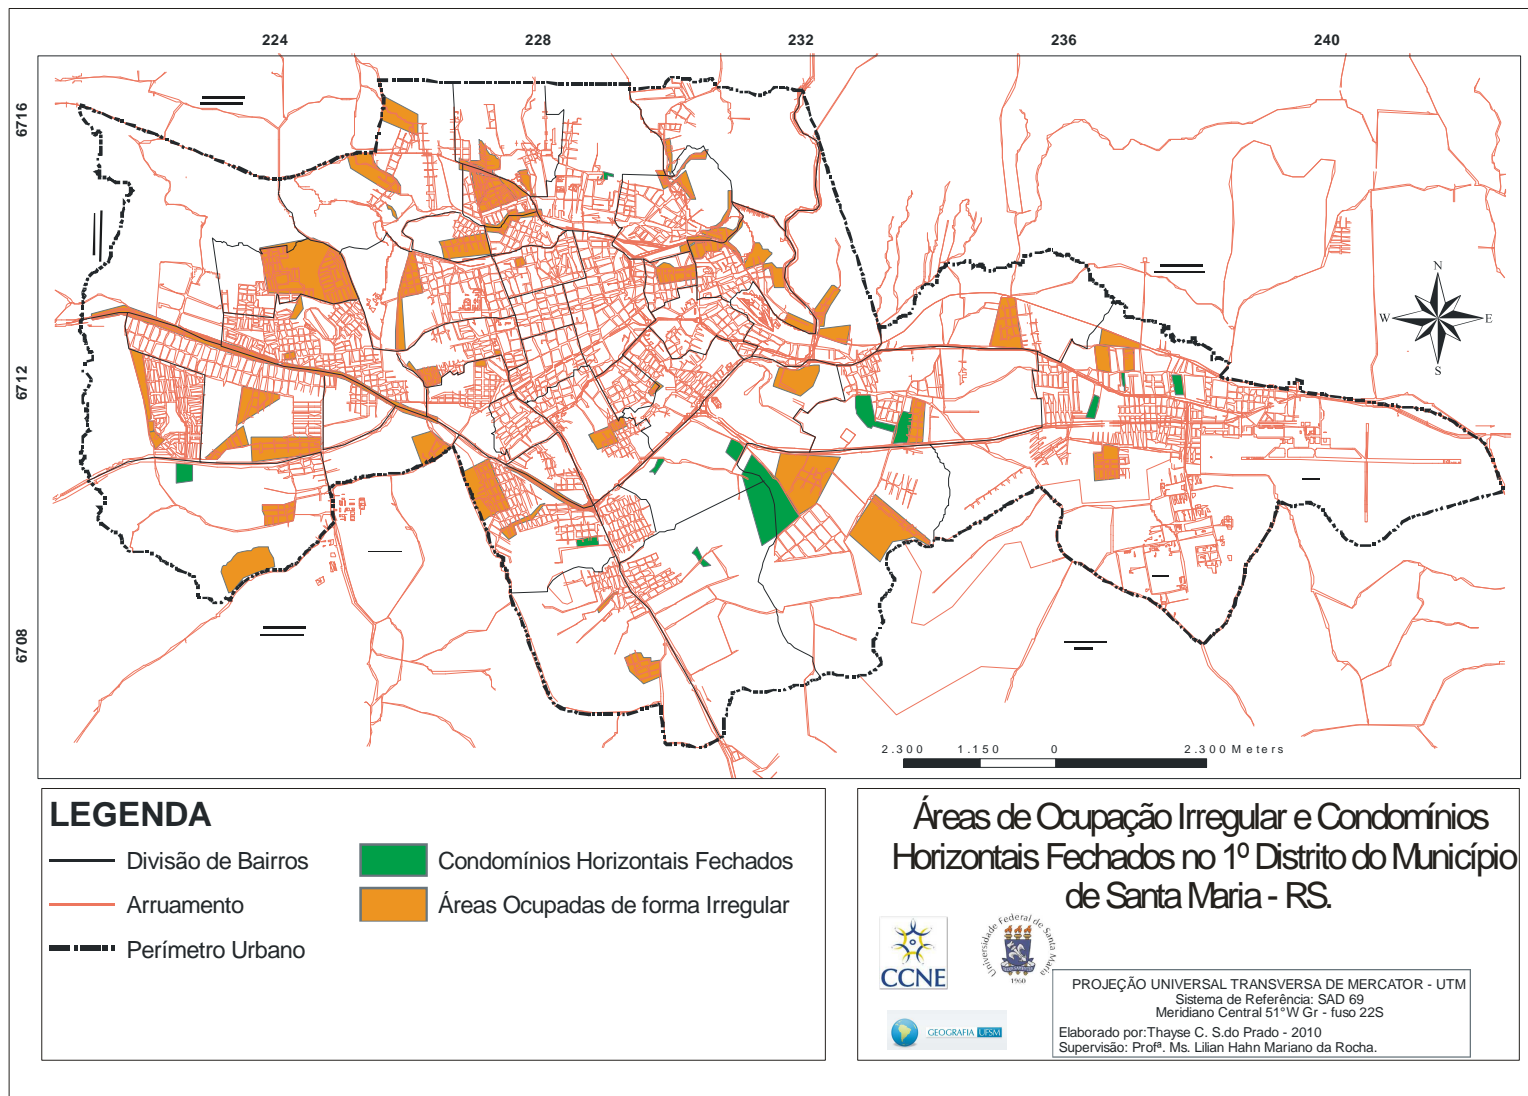 224 228 232 236 240
6716
6712
6708
N
W E
S
2.300 1.150 0 2.300 Meters
LEGENDA
Divisão de Bairros
Arruamento
Perímetro Urbano
Condomínios Horizontais Fechados
Áreas Ocupadas de forma Irregular
Áreas de Ocupação Irregular e Condomínios
Horizontais Fechados no 1º Distrito do Município
de Santa Maria - RS.
CCNE
Universidade Federal de Santa Maria
1960
GEOGRAFIA UFSM
PROJEÇÃO UNIVERSAL TRANSVERSA DE MERCATOR - UTM
Sistema de Referência: SAD 69
Meridiano Central 51°W Gr - fuso 22S
Elaborado por:Thayse C. S.do Prado - 2010
Supervisão: Profª. Ms. Lilian Hahn Mariano da Rocha.